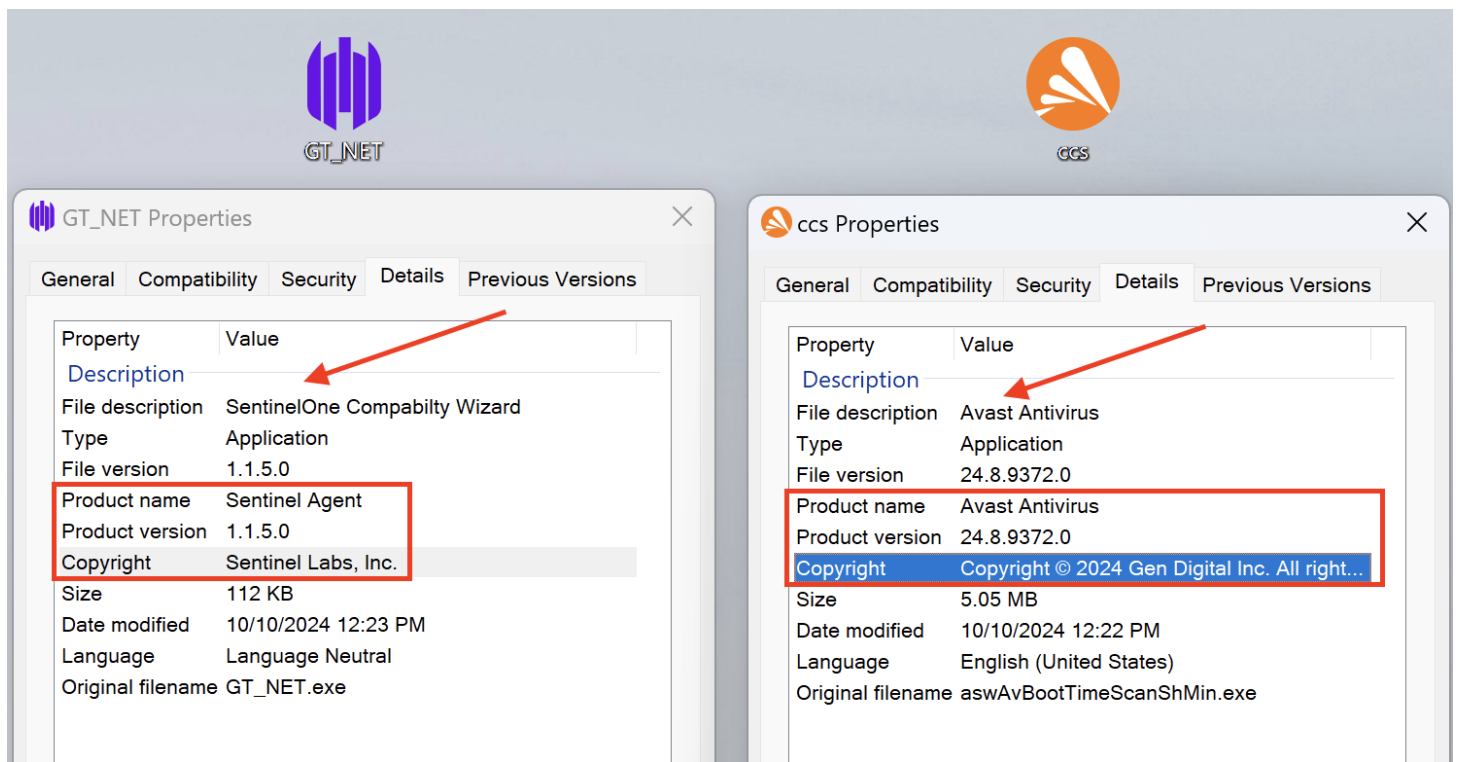 GT_NET
ccs
GT_NET Properties
General Compatibility Security Details Previous Versions
Property Value
Description
File description SentinelOne Compabilty Wizard
Type Application
File version 1.1.5.0
Product name Sentinel Agent
Product version 1.1.5.0
Copyright Sentinel Labs, Inc.
Size 112 KB
Date modified 10/10/2024 12:23 PM
Language Language Neutral
Original filename GT_NET.exe
ccs Properties
General Compatibility Security Details Previous Versions
Property Value
Description
File description Avast Antivirus
Type Application
File version 24.8.9372.0
Product name Avast Antivirus
Product version 24.8.9372.0
Copyright Copyright © 2024 Gen Digital Inc. All right...
Size 5.05 MB
Date modified 10/10/2024 12:22 PM
Language English (United States)
Original filename aswAvBootTimeScanShMin.exe